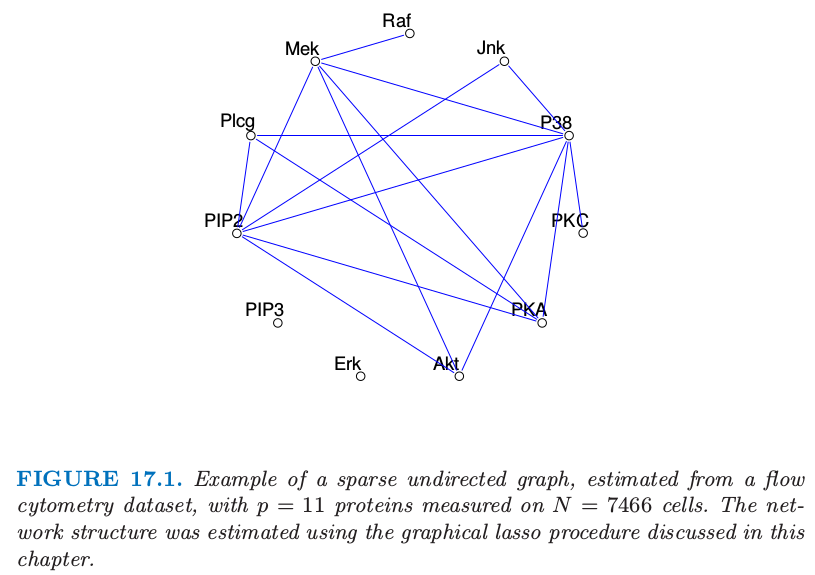 Raf
Mek
Jnk
Plcg
P38
PIP2
PKC
PIP3
PKA
Erk
Akt
FIGURE 17.1. Example of a sparse undirected graph, estimated from a flow
cytometry dataset, with p = 11 proteins measured on N = 7466 cells. The net-
work structure was estimated using the graphical lasso procedure discussed in this
chapter.